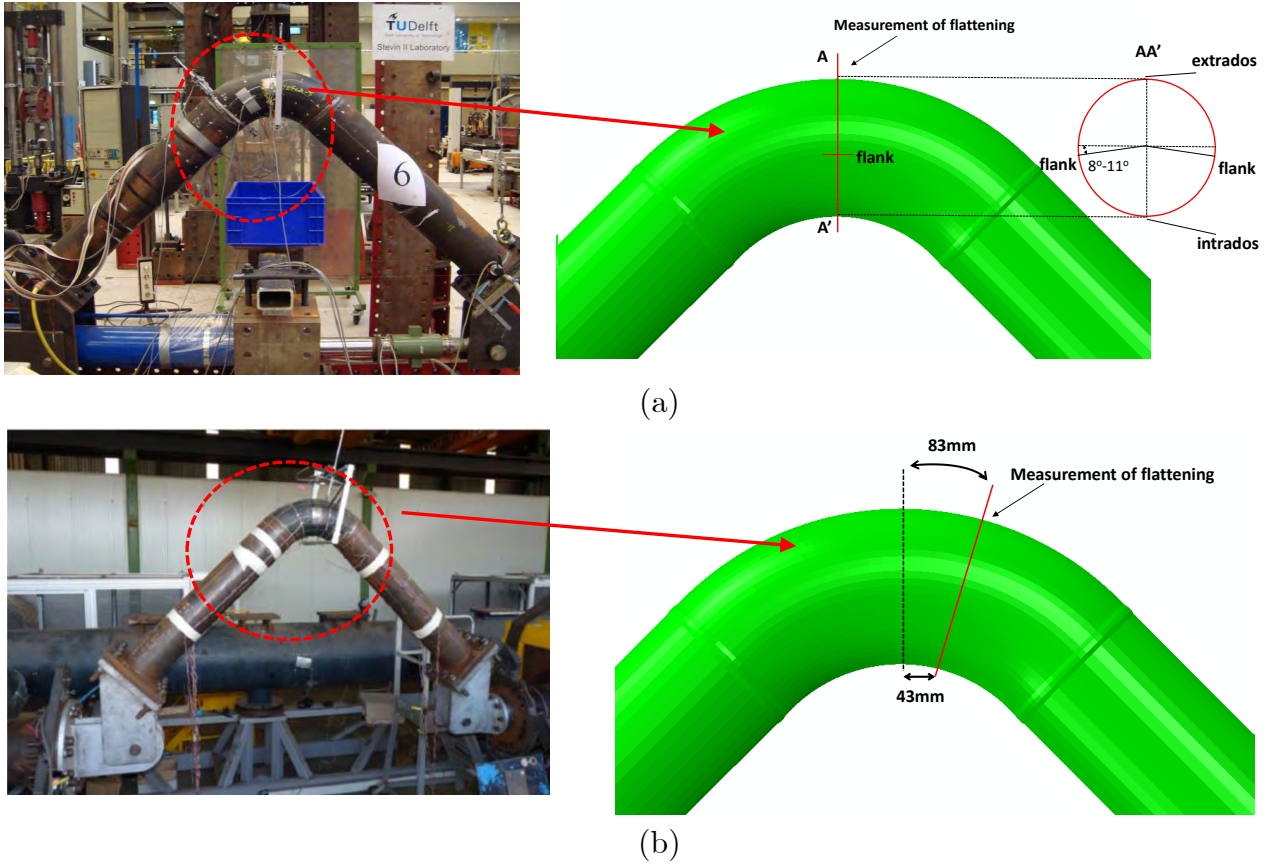 TUDelft
Stevin II Laboratory
6
Measurement of flattening
A
AA'
extrados
flank
flank
8°-11°
flank
A'
intrados
(a)
83mm
Measurement of flattening
43mm
(b)